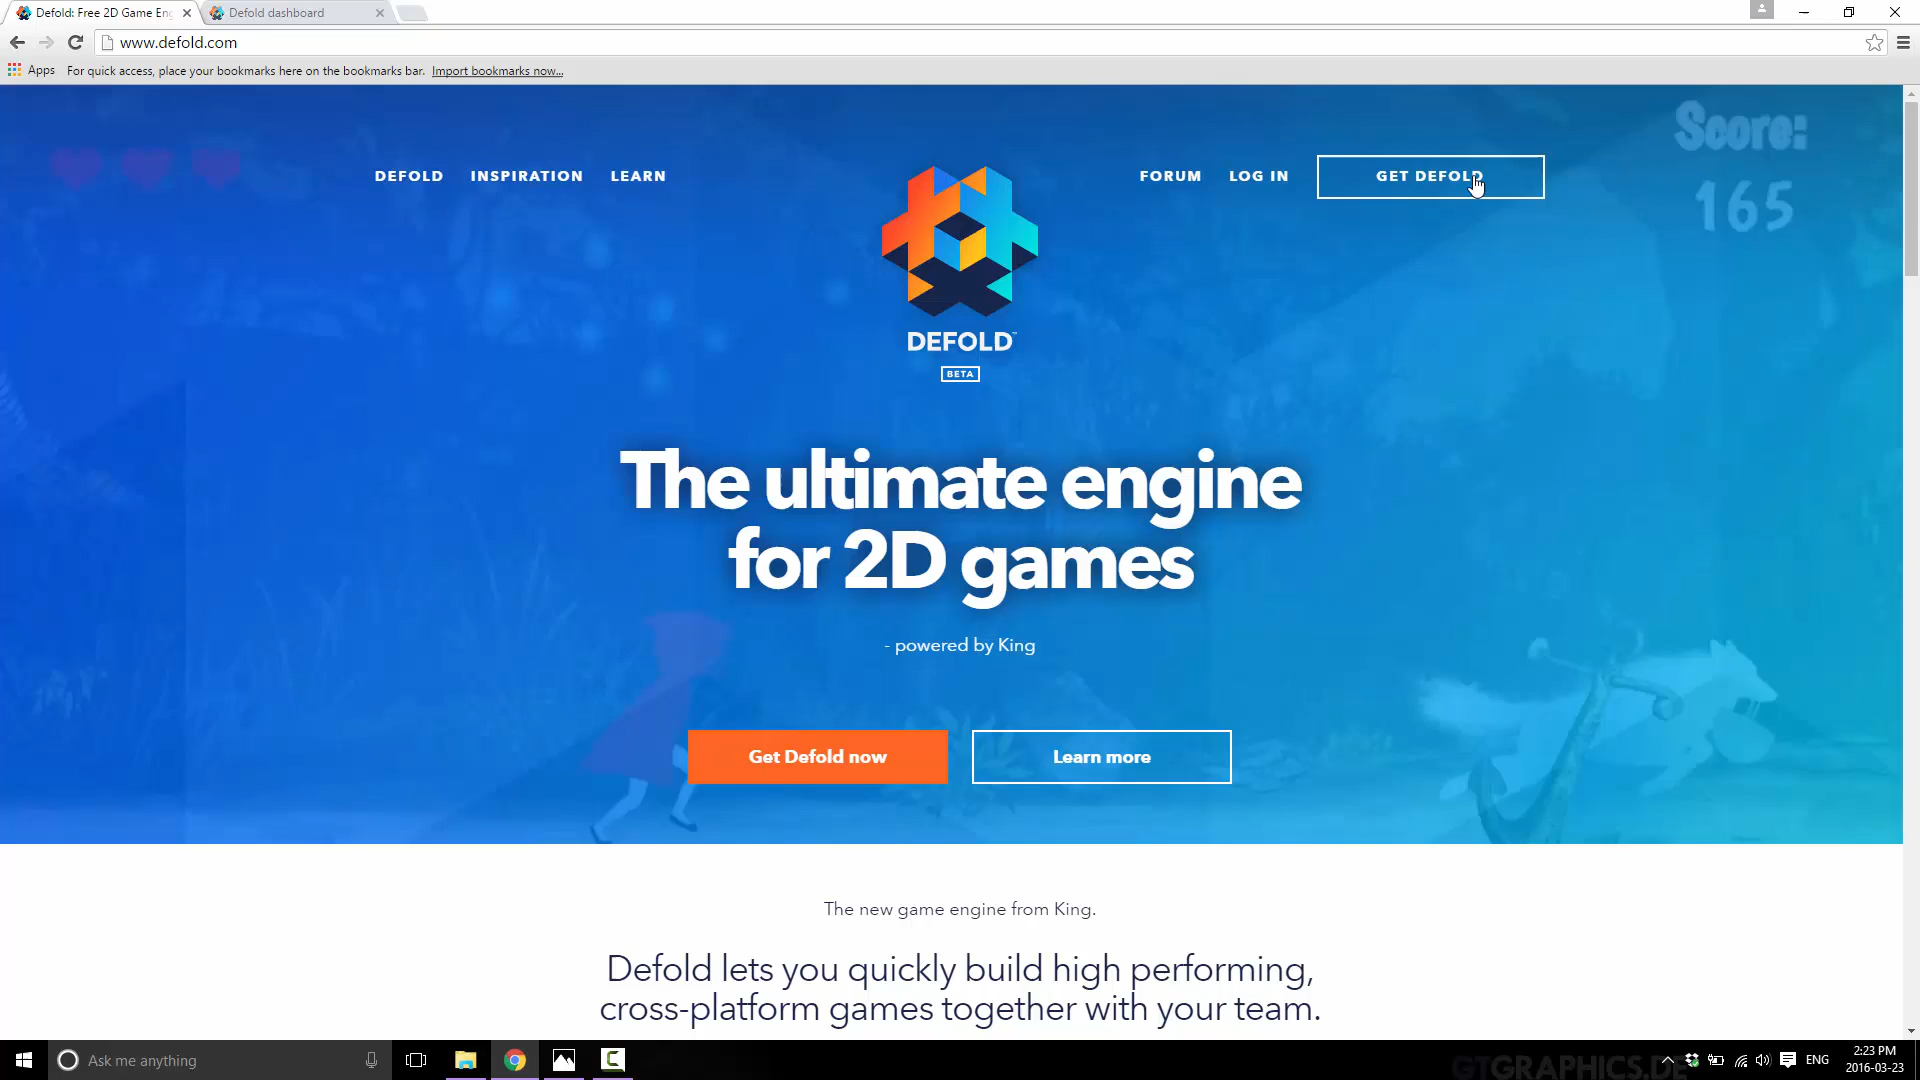 Defold: Free 2D Game Eng
Defold dashboard
www.defold.com
Apps
For quick access, place your bookmarks here on the bookmarks bar. Import bookmarks now...
Score:
165
DEFOLD
INSPIRATION
LEARN
FORUM
LOG IN
GET DEFOLD
DEFOLD™
BETA
The ultimate engine
for 2D games
- powered by King
Get Defold now
Learn more
The new game engine from King.
Defold lets you quickly build high performing,
cross-platform games together with your team.
Ask me anything
GTGRAPHICS.DE
ENG
2:23 PM
2016-03-23